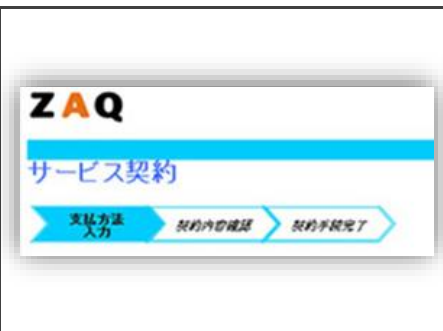 ZAQ
サービス契約
支払方法
入力
契約内容確認
契約手続完了